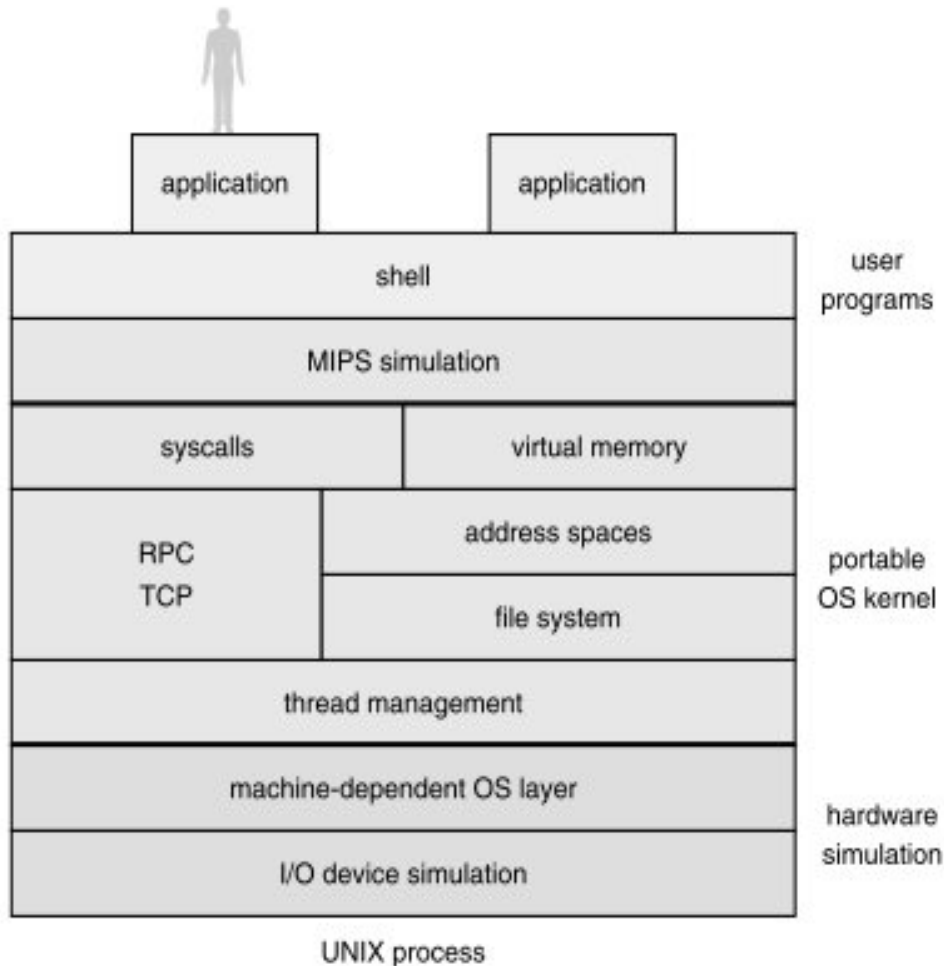 application
application
shell
user
programs
MIPS simulation
syscalls
virtual memory
RPC
TCP
address spaces
file system
portable
OS kernel
thread management
machine-dependent OS layer
I/O device simulation
hardware
simulation
UNIX process